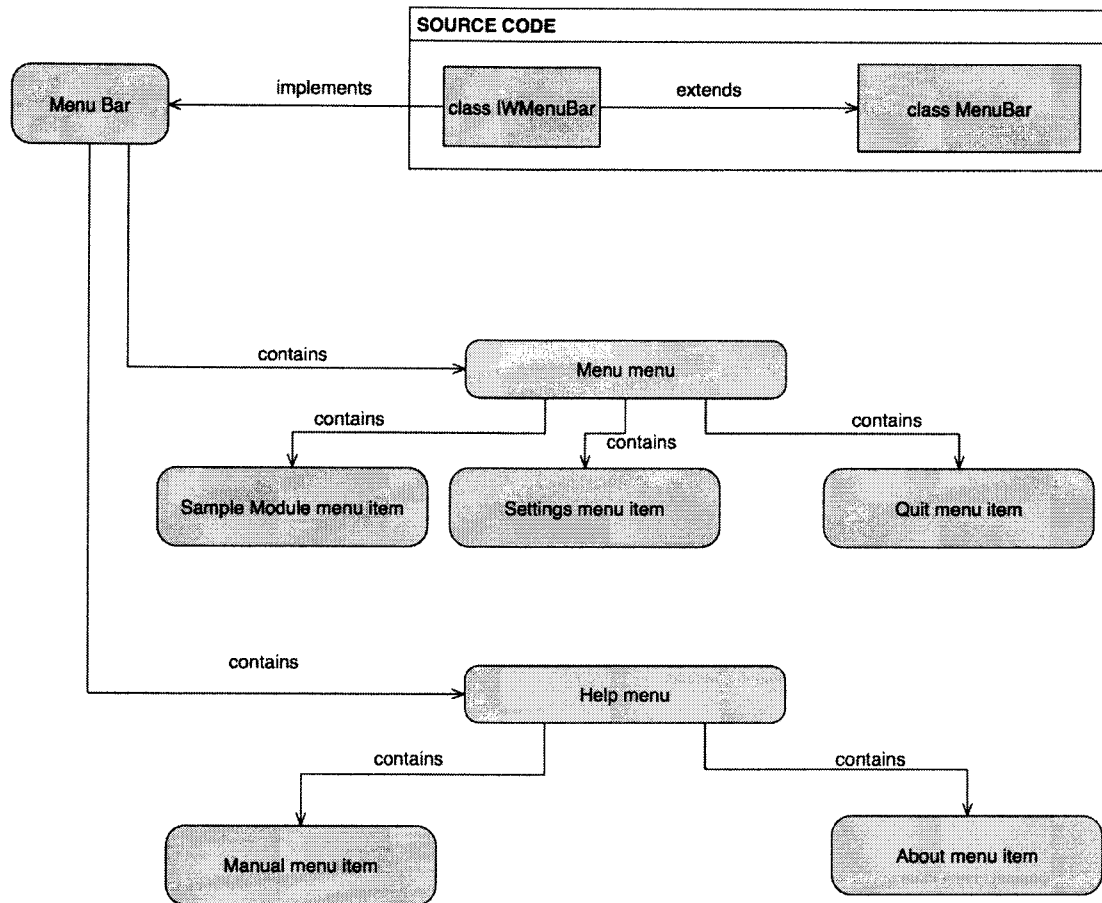 SOURCE CODE
Menu Bar
implements
class IWMenuBar
extends
class MenuBar
contains
Menu menu
contains
contains
contains
Sample Module menu item
Settings menu item
Quit menu item
contains
Help menu
contains
contains
Manual menu item
About menu item